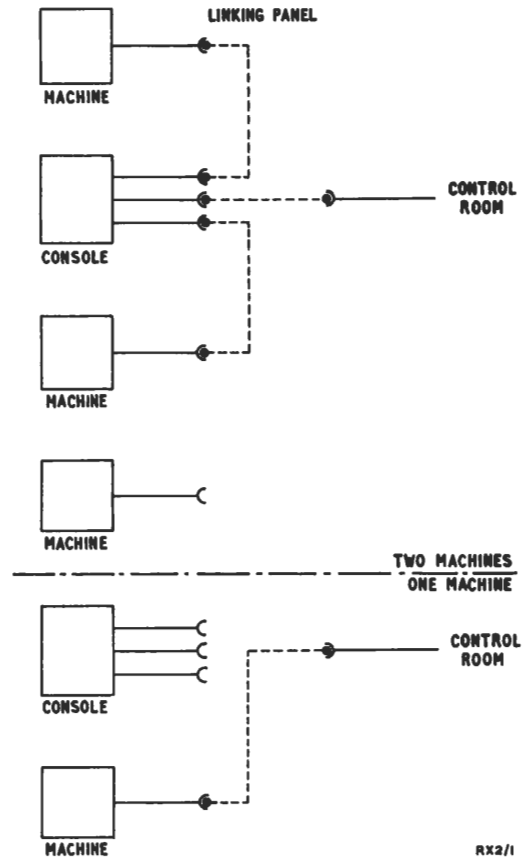 LINKING PANEL
MACHINE
CONSOLE
CONTROL
ROOM
MACHINE
MACHINE
TWO MACHINES
ONE MACHINE
CONSOLE
CONTROL
ROOM
MACHINE
RX2/1